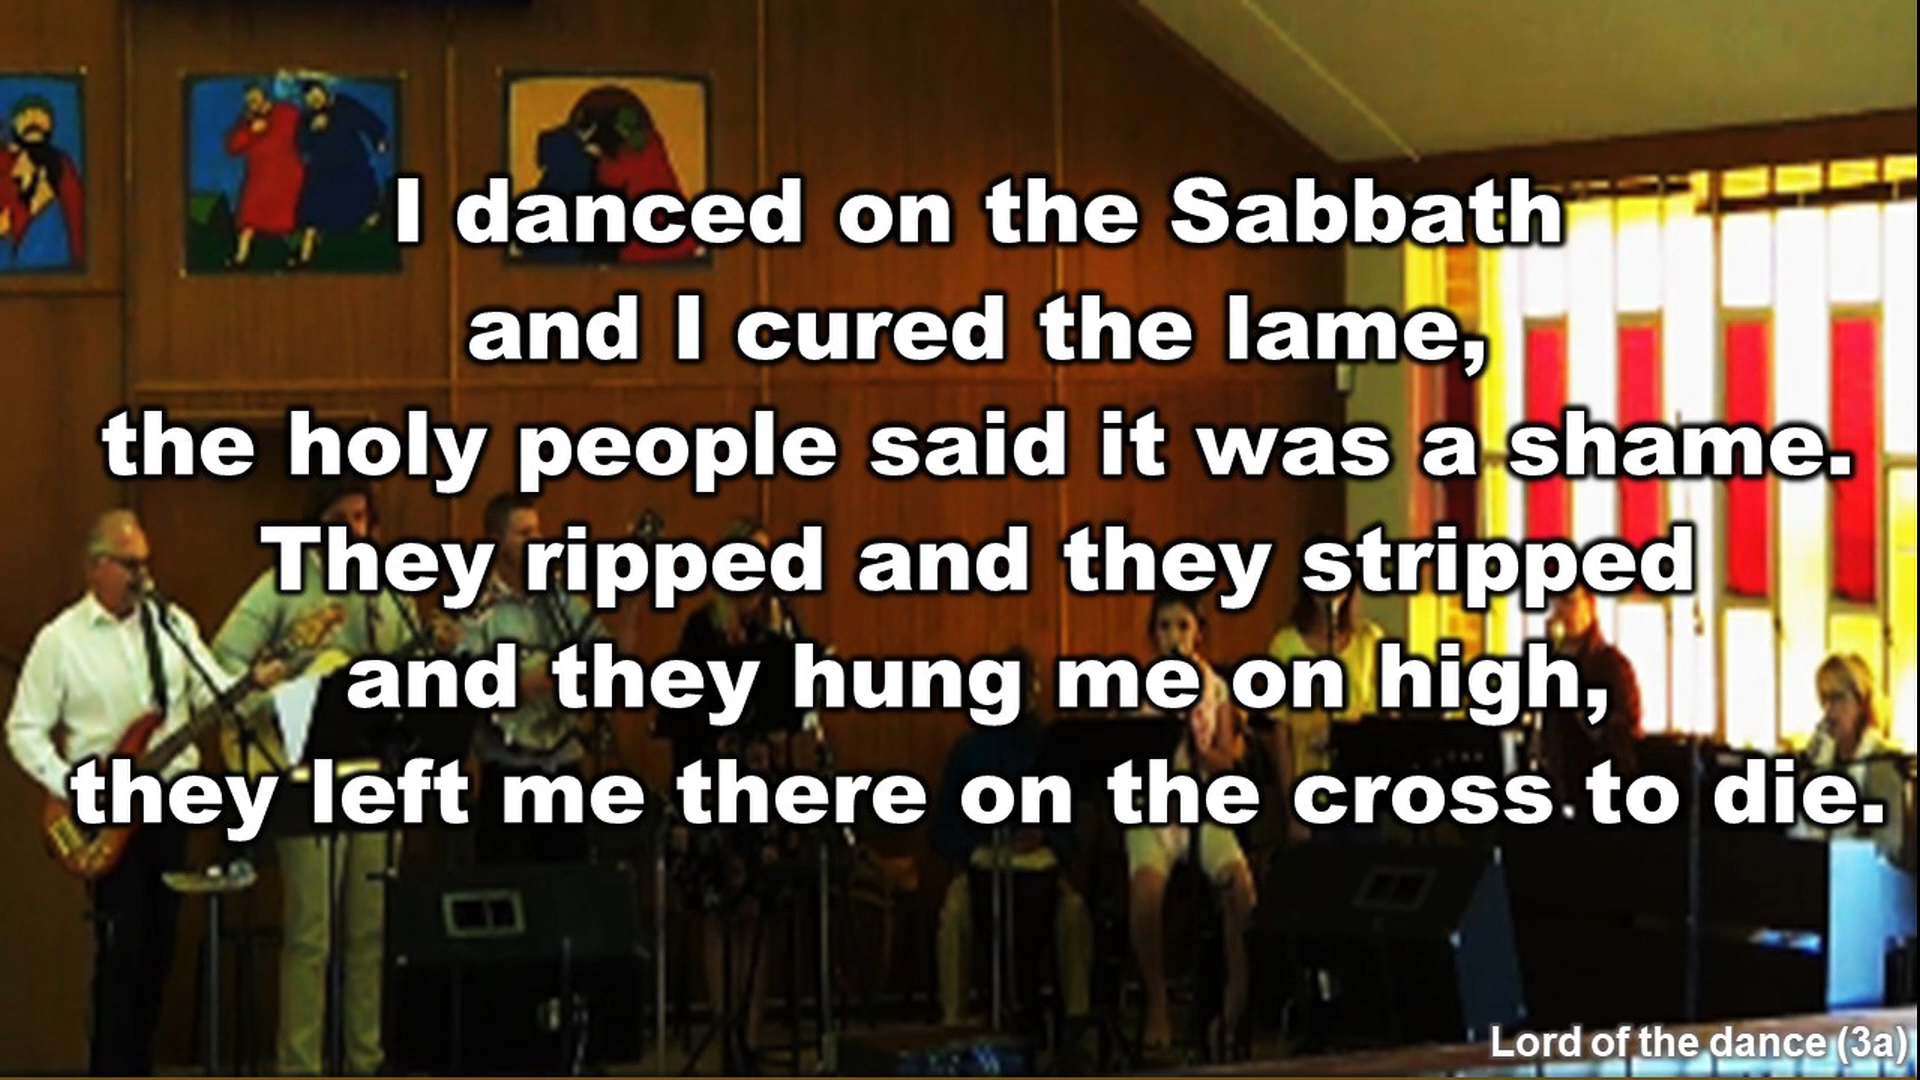 I danced on the Sabbath
and I cured the lame,
the holy people said it was a shame.
They ripped and they stripped
and they hung me on high,
they left me there on the cross to die.
Lord of the dance (3a)